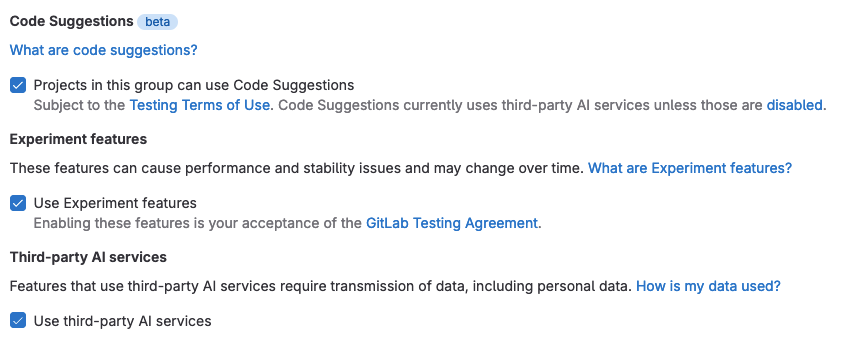 Code Suggestions beta
What are code suggestions?
Projects in this group can use Code Suggestions
Subject to the Testing Terms of Use. Code Suggestions currently uses third-party AI services unless those are disabled.
Experiment features
These features can cause performance and stability issues and may change over time. What are Experiment features?
Use Experiment features
Enabling these features is your acceptance of the GitLab Testing Agreement.
Third-party AI services
Features that use third-party AI services require transmission of data, including personal data. How is my data used?
Use third-party AI services